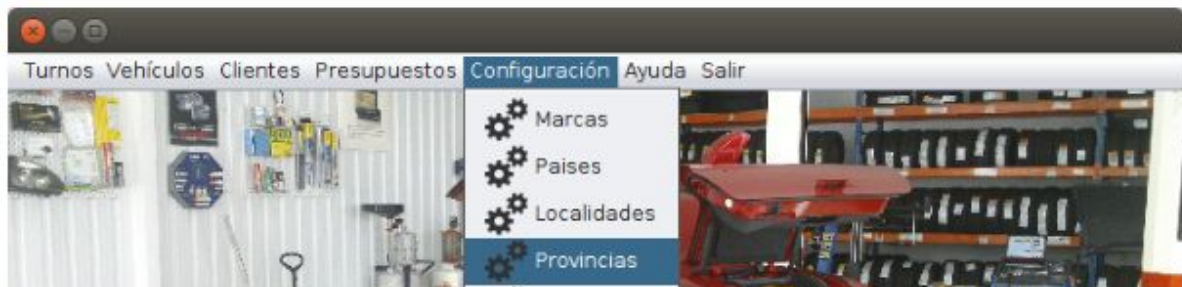 Turnos Vehículos Clientes Presupuestos Configuración Ayuda Salir
Marcas
Paises
Localidades
Provincias